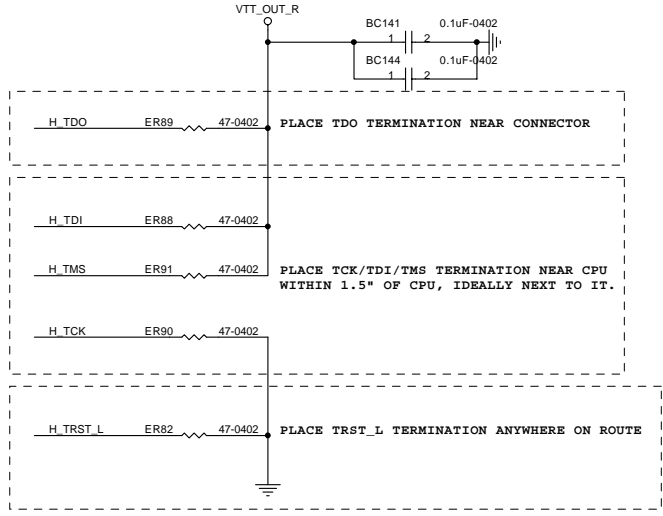 VTT_OUT_R
BC141 0.1uF-0402
1 2
BC144 0.1uF-0402
1 2
H_TDO ER89 47-0402 PLACE TDO TERMINATION NEAR CONNECTOR
H_TDI ER88 47-0402
H_TMS ER91 47-0402 PLACE TCK/TDI/TMS TERMINATION NEAR CPU
WITHIN 1.5" OF CPU, IDEALLY NEXT TO IT.
H_TCK ER90 47-0402
H_TRST_L ER82 47-0402 PLACE TRST_L TERMINATION ANYWHERE ON ROUTE